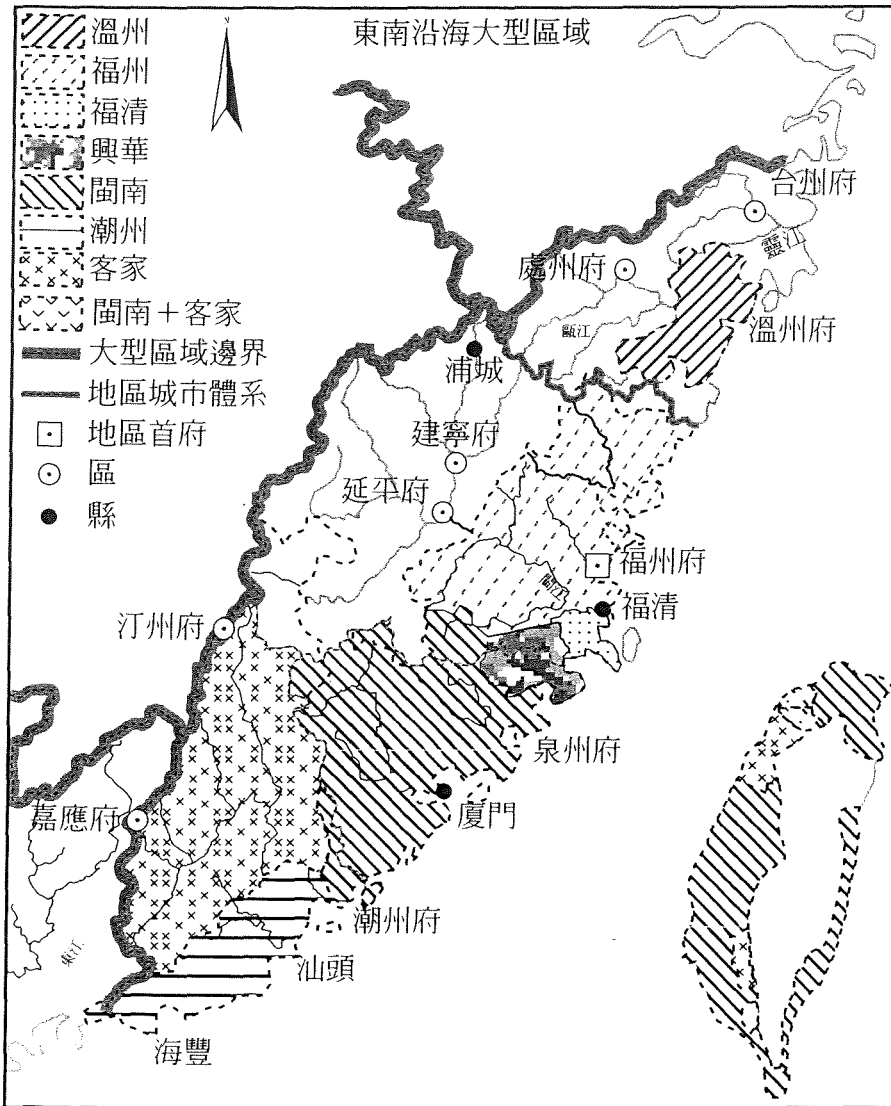 東南沿海大型區域
N
溫州
福州
福清
興華
閩南
潮州
客家
閩南＋客家
大型區域邊界
地區城市體系
地區首府
區
縣
台州府
靈江
處州府
甌江
溫州府
浦城
建寧府
延平府
閩江
福州府
福清
汀州府
泉州府
廈門
嘉應府
潮州府
汕頭
東江
海豐